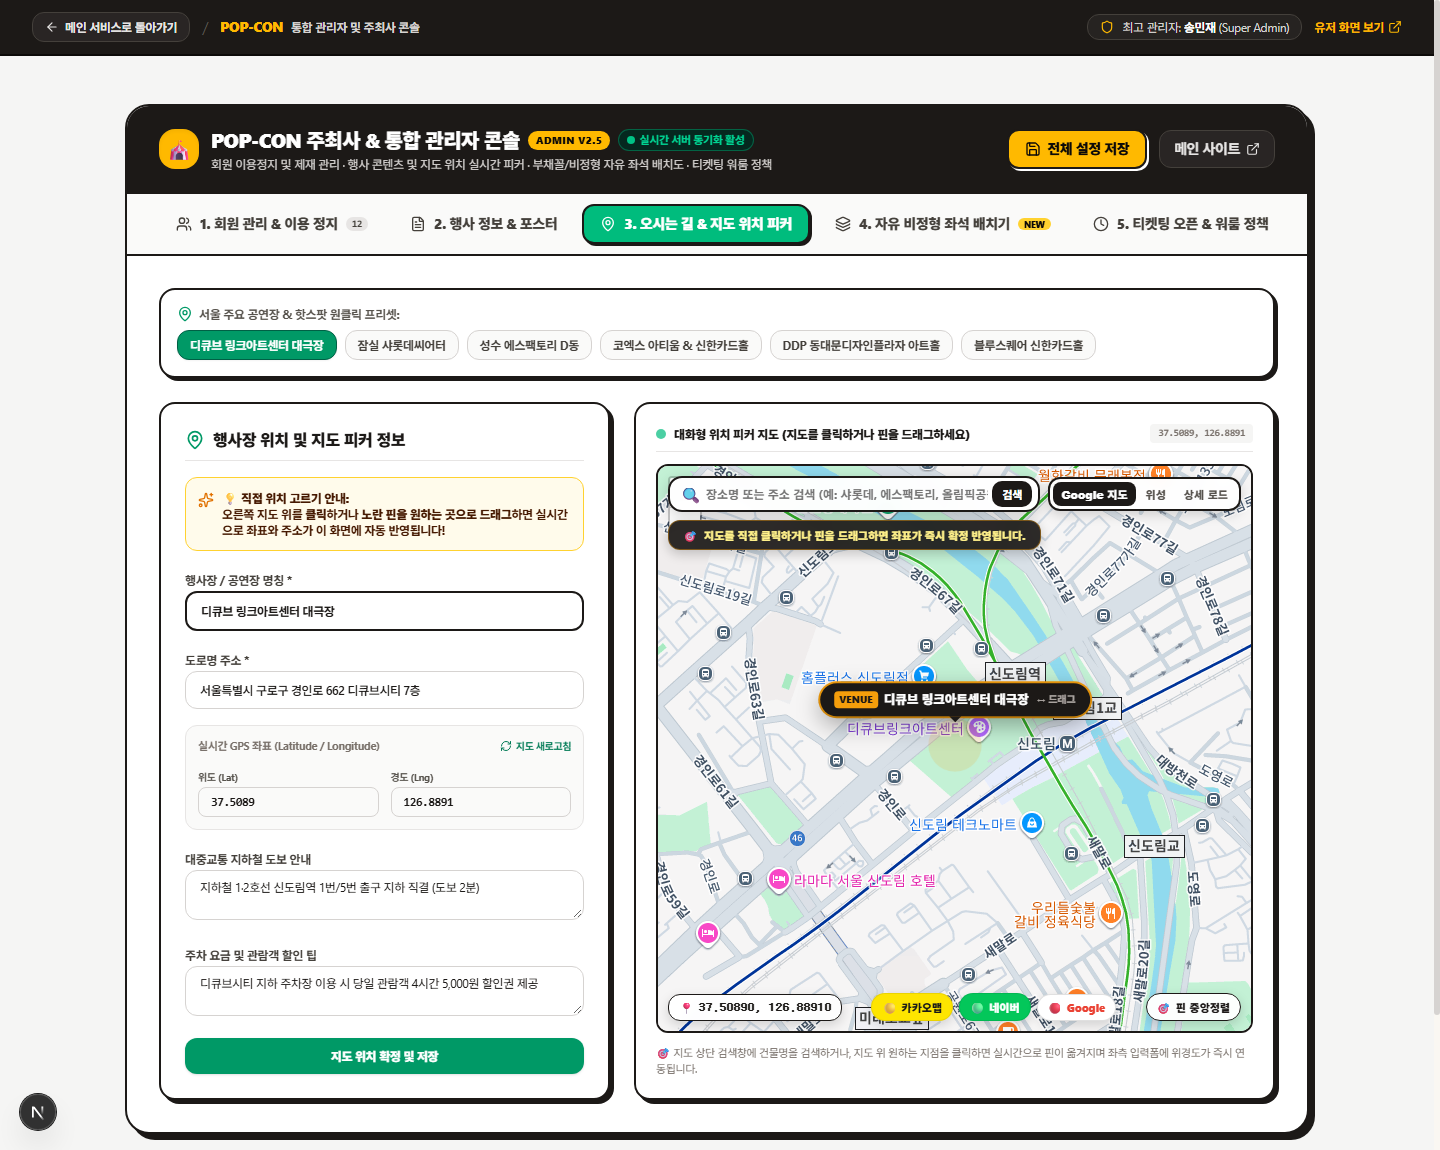 메인 서비스로 돌아가기 / POP-CON 통합 관리자 및 주최사 콘솔
최고 관리자: 송민재 (Super Admin)
유저 화면 보기
POP-CON 주최사 & 통합 관리자 콘솔 ADMIN V2.5 실시간 서버 동기화 활성
회원 이용정지 및 제재 관리 · 행사 콘텐츠 및 지도 위치 실시간 피커 · 부채꼴/비정형 자유 좌석 배치도 · 티켓팅 워룸 정책
전체 설정 저장
메인 사이트
1. 회원 관리 & 이용 정지 12
2. 행사 정보 & 포스터
3. 오시는 길 & 지도 위치 피커
4. 자유 비정형 좌석 배치기 NEW
5. 티켓팅 오픈 & 워룸 정책
서울 주요 공연장 & 핫스팟 원클릭 프리셋:
디큐브 링크아트센터 대극장
잠실 샤롯데씨어터
성수 에스팩토리 D동
코엑스 아티움 & 신한카드홀
DDP 동대문디자인플라자 아트홀
블루스퀘어 신한카드홀
행사장 위치 및 지도 피커 정보
직접 위치 고르기 안내:
오른쪽 지도 위를 클릭하거나 노란 핀을 원하는 곳으로 드래그하면 실시간
으로 좌표와 주소가 이 화면에 자동 반영됩니다!
행사장 / 공연장 명칭 *
디큐브 링크아트센터 대극장
도로명 주소 *
서울특별시 구로구 경인로 662 디큐브시티 7층
실시간 GPS 좌표 (Latitude / Longitude)
지도 새로고침
위도 (Lat)
경도 (Lng)
37.5089
126.8891
대중교통 지하철 도보 안내
지하철 1·2호선 신도림역 1번/5번 출구 지하 직결 (도보 2분)
주차 요금 및 관람객 할인 팁
디큐브시티 지하 주차장 이용 시 당일 관람객 4시간 5,000원 할인권 제공
지도 위치 확정 및 저장
대화형 위치 피커 지도 (지도를 클릭하거나 핀을 드래그하세요)
37.5089, 126.8891
월화갈비 문래본점
장소명 또는 주소 검색 (예: 샤롯데, 에스팩토리, 올림픽공
검색
Google 지도
위성
상세 로드
지도를 직접 클릭하거나 핀을 드래그하면 좌표가 즉시 확정 반영됩니다.
경인로77길
경인로77가길
경인로71길
경인로67길
경인로78길
신도림로19길
경인로63길
홈플러스 신도림점
신도림역
VENUE 디큐브 링크아트센터 대극장 ↔ 드래그
림1교
디큐브링크아트센터
신도림
경인로61길
경인로
대방천로
도영로
신도림 테크노마트
46
새말로
신도림교
경인로
라마다 서울 신도림 호텔
경인로59길
도영로
우리들숯불
갈비 정육식당
새말로
새말로20길
37.50890, 126.88910
카카오맵
네이버
Google
핀 중앙정렬
지도 상단 검색창에 건물명을 검색하거나, 지도 위 원하는 지점을 클릭하면 실시간으로 핀이 옮겨지며 좌측 입력폼에 위경도가 즉시 연
동됩니다.
N